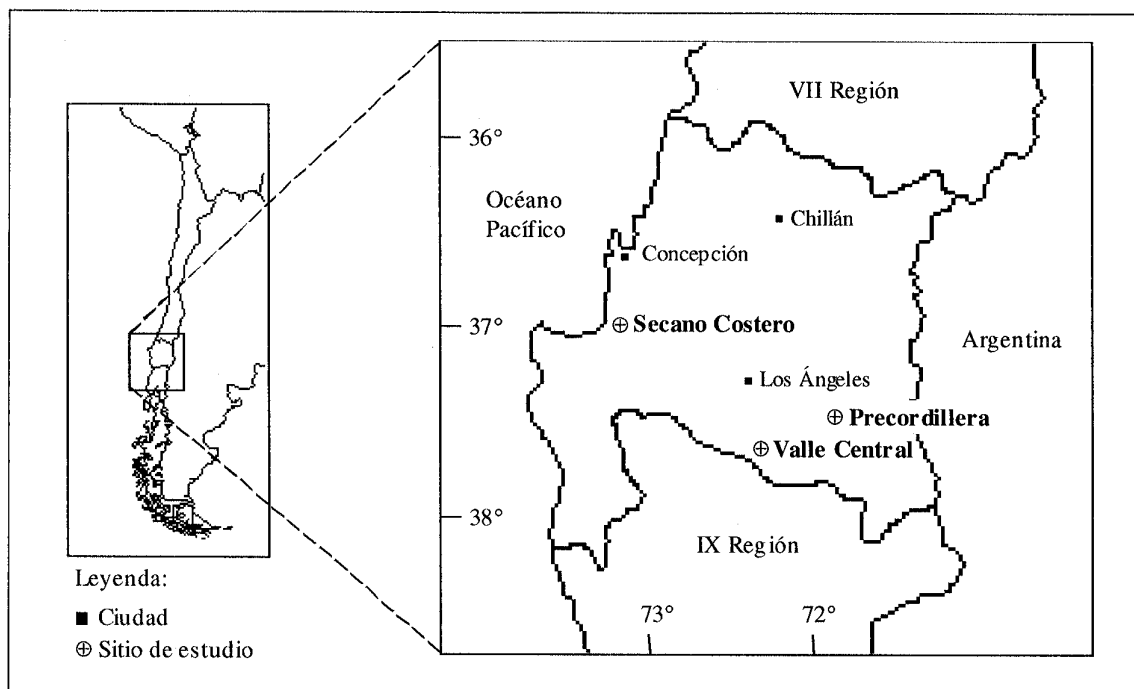 VII Región
36°
Océano
Pacífico
Chillán
Concepción
37°
Secano Costero
Argentina
Los Ángeles
Precordillera
Valle Central
38°
IX Región
73°
72°
Leyenda:
Ciudad
Sitio de estudio